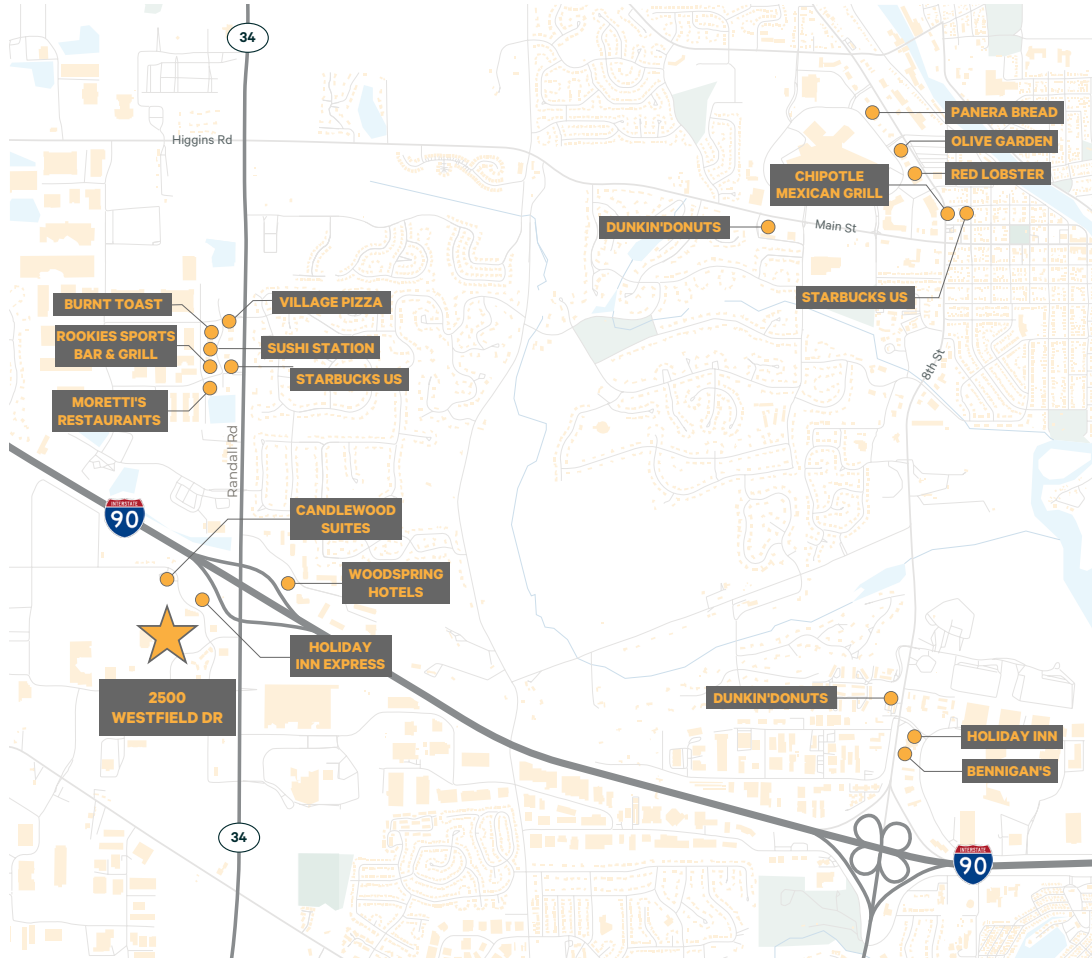 34
Higgins Rd
PANERA BREAD
OLIVE GARDEN
CHIPOTLE
MEXICAN GRILL
RED LOBSTER
DUNKIN'DONUTS
Main St
STARBUCKS US
BURNT TOAST
VILLAGE PIZZA
ROOKIES SPORTS
BAR & GRILL
SUSHI STATION
STARBUCKS US
MORETTI'S
RESTAURANTS
8th St
Randall Rd
INTERSTATE
90
CANDLEWOOD
SUITES
WOODSPRING
HOTELS
HOLIDAY
INN EXPRESS
2500
WESTFIELD DR
DUNKIN'DONUTS
HOLIDAY INN
BENNIGAN'S
34
INTERSTATE
90